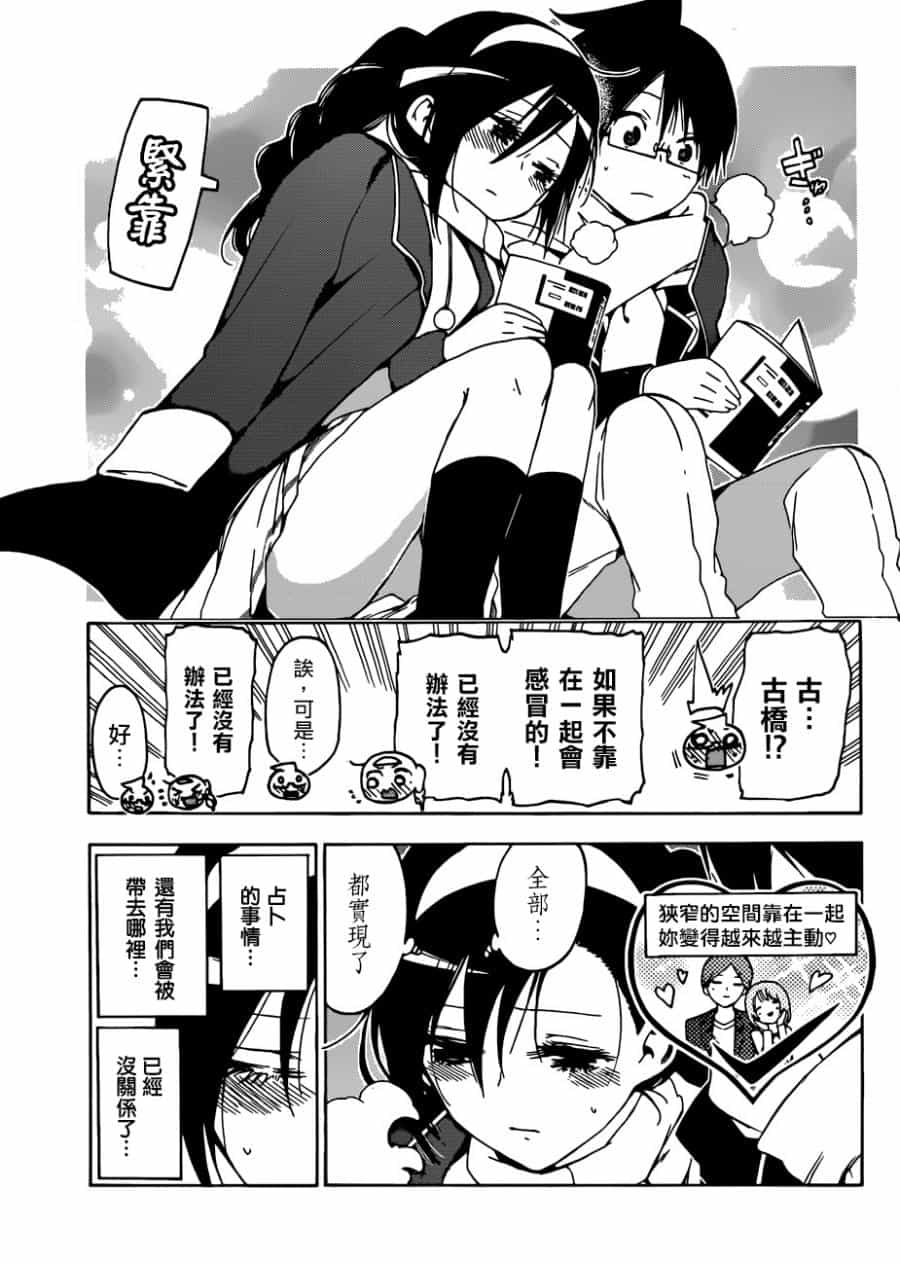 ぎゅ…
緊靠
古…
古橋!?
如果不靠
在一起會
感冒的！
已經沒有
辦法了！
誒，可是…
已經沒有
辦法了！
好…
狹窄的空間靠在一起
妳變得越來越主動♡
全部…
都實現了
占卜
的事情…
還有我們會被
帶去哪裡…
已經
沒關係了…